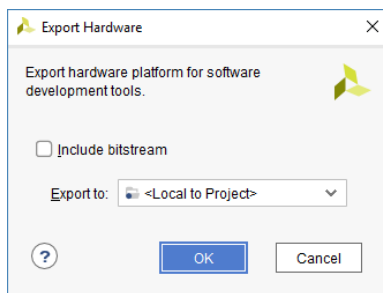 Export Hardware
Export hardware platform for software
development tools.
Include bitstream
Export to: <Local to Project>
?
OK Cancel